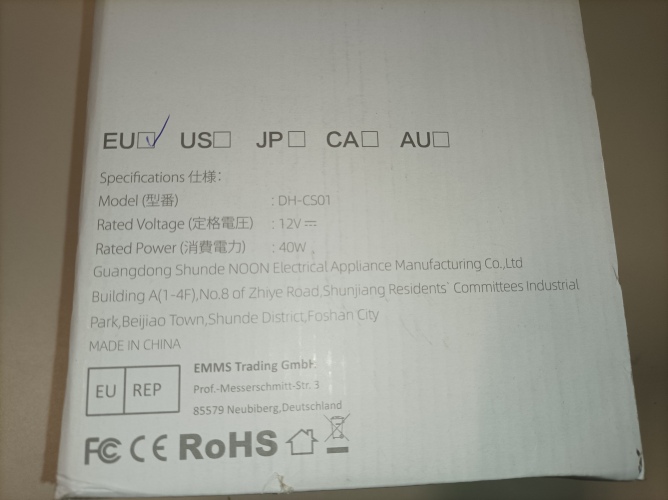 EU☑ US□ JP□ CA□ AU□
Specifications 仕様:
Model (型番) : DH-CS01
Rated Voltage (定格電圧) : 12V⎓
Rated Power (消費電力) : 40W
Guangdong Shunde NOON Electrical Appliance Manufacturing Co.,Ltd
Building A(1-4F),No.8 of Zhiye Road,Shunjiang Residents' Committees Industrial
Park,Beijiao Town,Shunde District,Foshan City
MADE IN CHINA
EU REP
EMMS Trading GmbH.
Prof.-Messerschmitt-Str. 3
85579 Neubiberg,Deutschland
FC CE RoHS